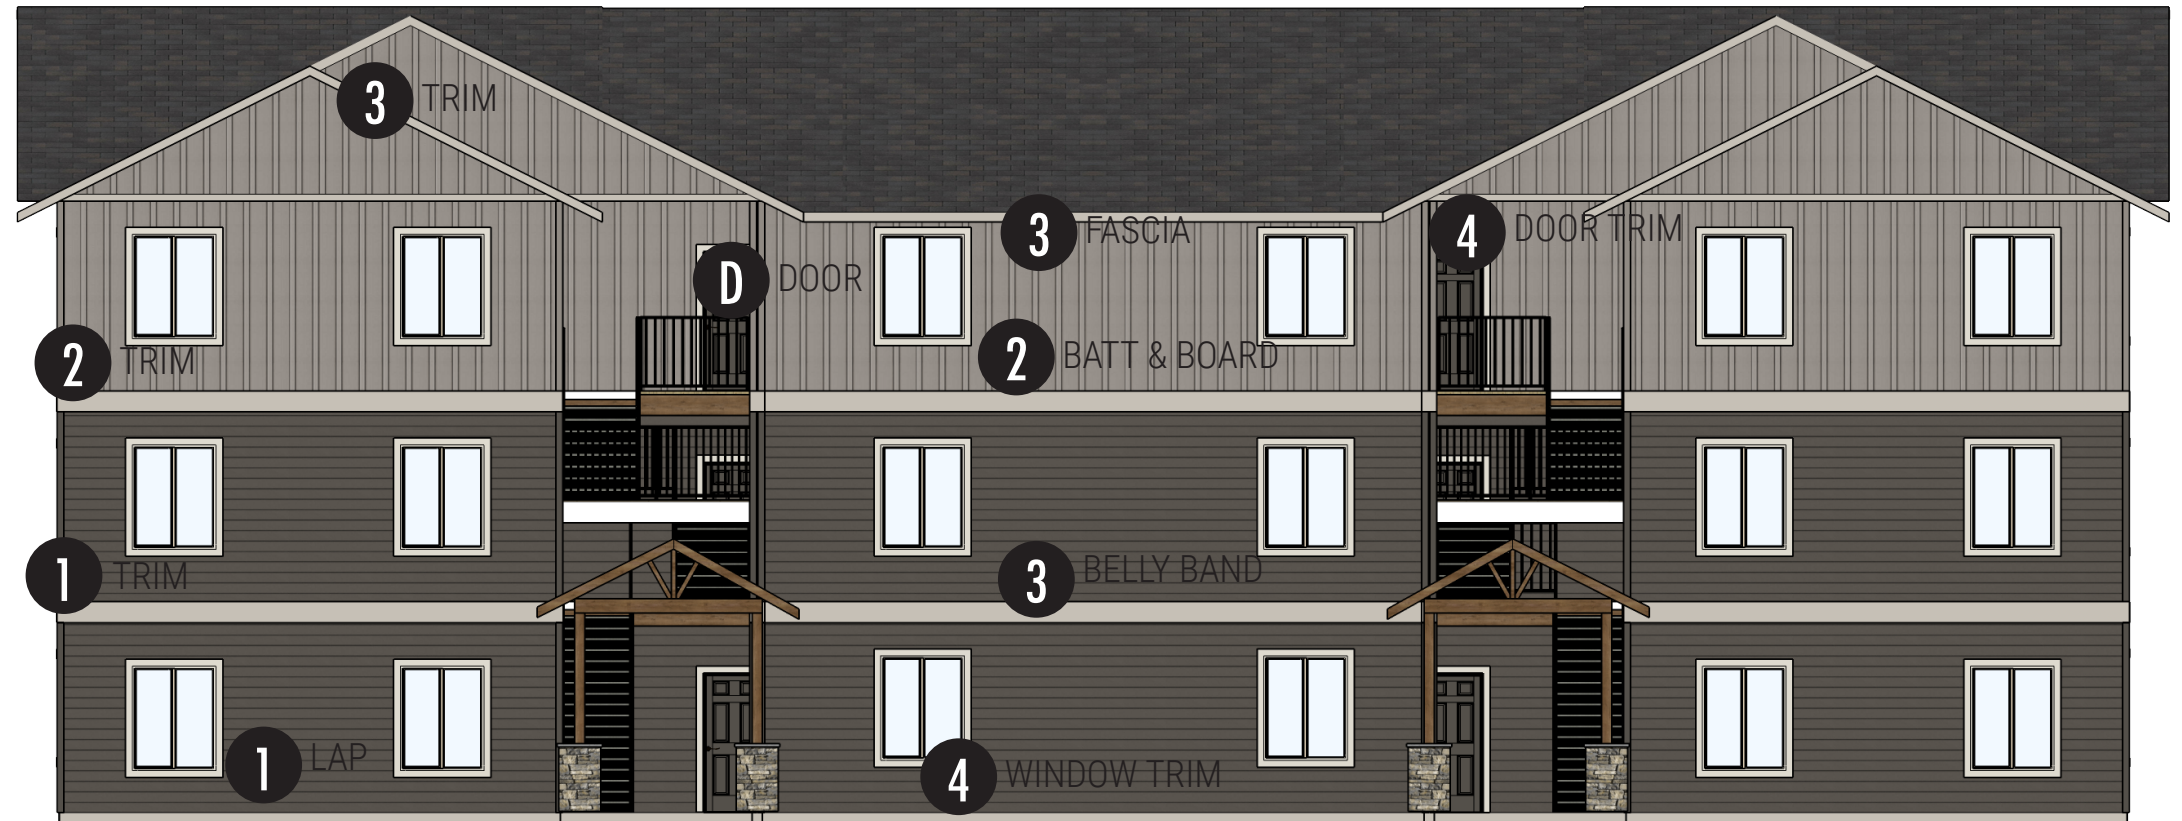 3 TRIM
3 FASCIA
4 DOOR TRIM
D DOOR
2 TRIM
2 BATT & BOARD
1 TRIM
3 BELLY BAND
1 LAP
4 WINDOW TRIM